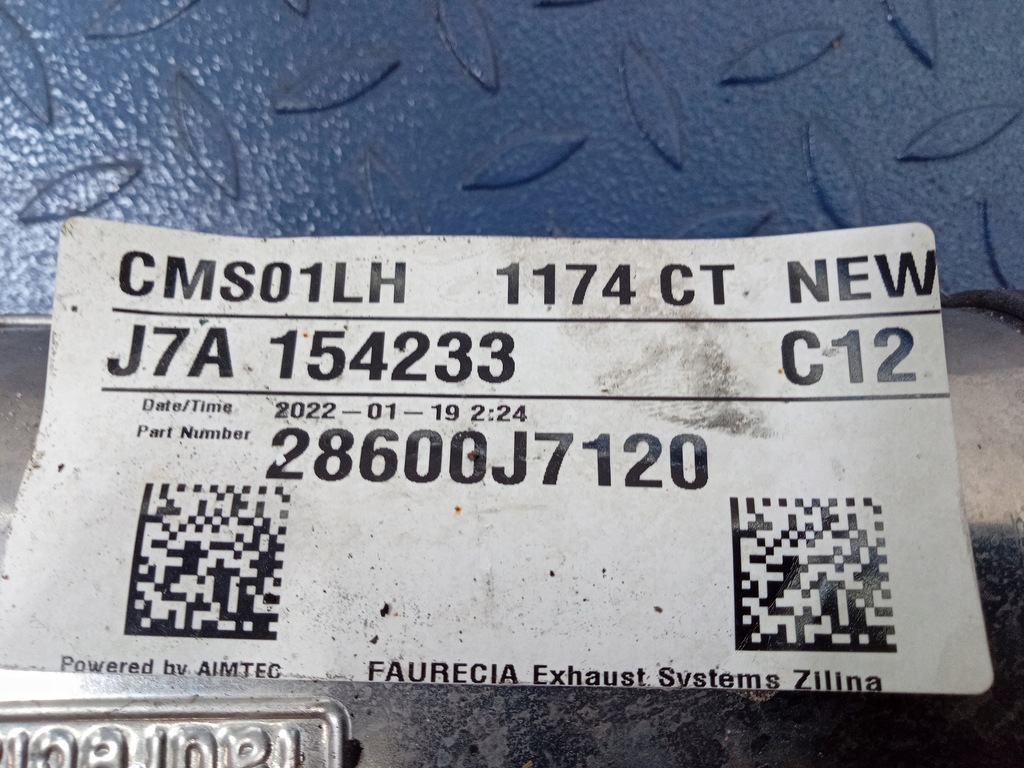 CMS01LH 1174 CT NEW
J7A 154233 C12
Date/Time 2022-01-19 2:24
Part Number 28600J7120
Powered by AIMTEC FAURECIA Exhaust Systems Zilina